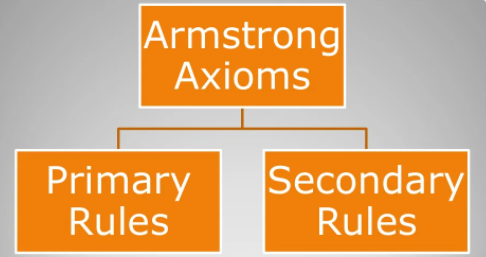 Armstrong
Axioms
Primary
Rules
Secondary
Rules